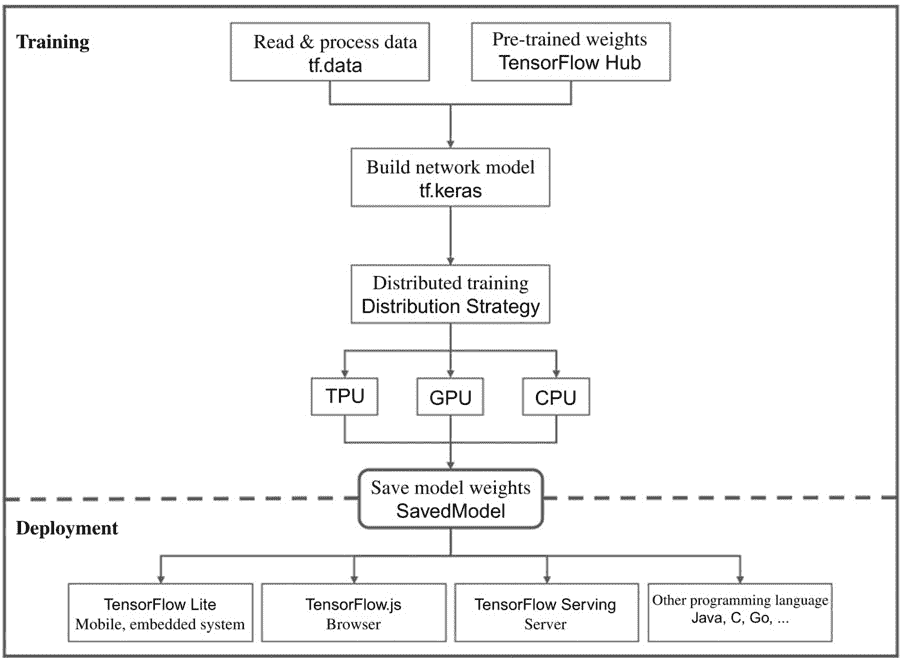 Training
Read & process data
tf.data
Pre-trained weights
TensorFlow Hub
Build network model
tf.keras
Distributed training
Distribution Strategy
TPU
GPU
CPU
Save model weights
SavedModel
Deployment
TensorFlow Lite
Mobile, embedded system
TensorFlow.js
Browser
TensorFlow Serving
Server
Other programming language
Java, C, Go, ...